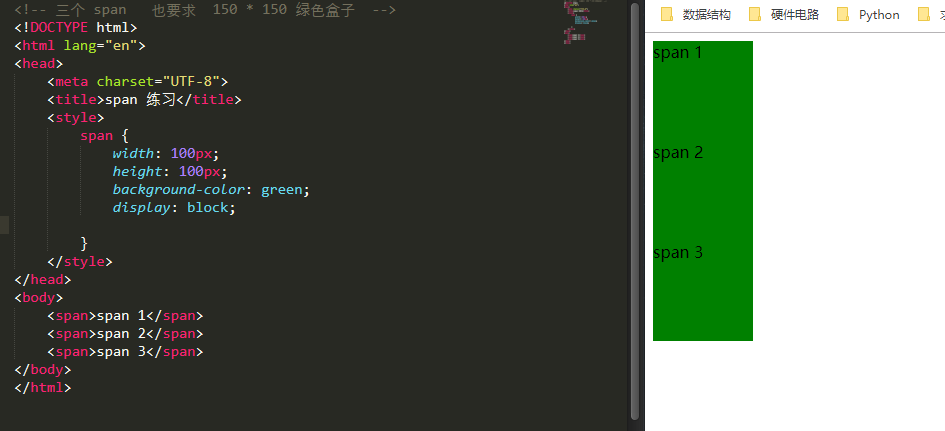 <!-- 三个 span   也要求  150 * 150 绿色盒子  -->
<!DOCTYPE html>
<html lang="en">
<head>
    <meta charset="UTF-8">
    <title>span 练习</title>
    <style>
        span {
            width: 100px;
            height: 100px;
            background-color: green;
            display: block;
        }
    </style>
</head>
<body>
    <span>span 1</span>
    <span>span 2</span>
    <span>span 3</span>
</body>
</html>
数据结构 硬件电路 Python
span 1
span 2
span 3